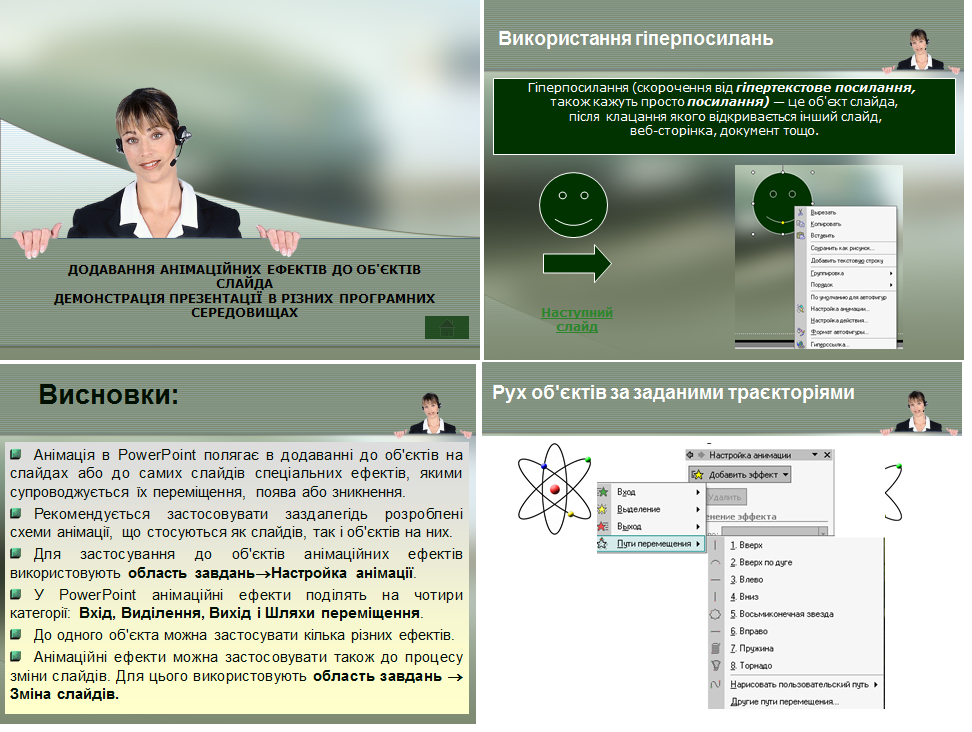 ДОДАВАННЯ АНІМАЦІЙНИХ ЕФЕКТІВ ДО ОБ'ЄКТІВ
СЛАЙДА
ДЕМОНСТРАЦІЯ ПРЕЗЕНТАЦІЇ В РІЗНИХ ПРОГРАМНИХ
СЕРЕДОВИЩАХ
Використання гіперпосилань
Гіперпосилання (скорочення від гіпертекстове посилання,
також кажуть просто посилання) — це об'єкт слайда,
після клацання якого відкривається інший слайд,
веб-сторінка, документ тощо.
Наступний
слайд
Вырезать
Копировать
Вставить
Сохранить как рисунок...
Добавить текстовую строку
Группировка
Порядок
По умолчанию для автофигур
Настройка анимации...
Настройка действия...
Формат автофигуры...
Гиперссылка...
Висновки:
Анімація в PowerPoint полягає в додаванні до об'єктів на
слайдах або до самих слайдів спеціальних ефектів, якими
супроводжується їх переміщення, поява або зникнення.
Рекомендується застосовувати заздалегідь розроблені
схеми анімації, що стосуються як слайдів, так і об'єктів на них.
Для застосування до об'єктів анімаційних ефектів
використовують область завдань→Настройка анімації.
У PowerPoint анімаційні ефекти поділять на чотири
категорії: Вхід, Виділення, Вихід і Шляхи переміщення.
До одного об'єкта можна застосувати кілька різних ефектів.
Анімаційні ефекти можна застосовувати також до процесу
зміни слайдів. Для цього використовують область завдань →
Зміна слайдів.
Рух об'єктів за заданими траєкторіями
Настройка анимации
Добавить эффект
Удалить
нение эффекта
Вход
Выделение
Выход
Пути перемещения
1. Вверх
2. Вверх по дуге
3. Влево
4. Вниз
5. Восьмиконечная звезда
6. Вправо
7. Пружина
8. Торнадо
Нарисовать пользовательский путь
Другие пути перемещения...